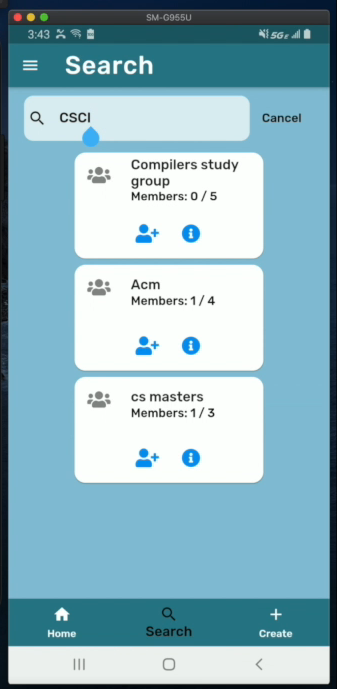 SM-G955U
3:43
5GE
Search
CSCI
Cancel
Compilers study
group
Members: 0 / 5
Acm
Members: 1 / 4
cs masters
Members: 1 / 3
Home
Search
Create